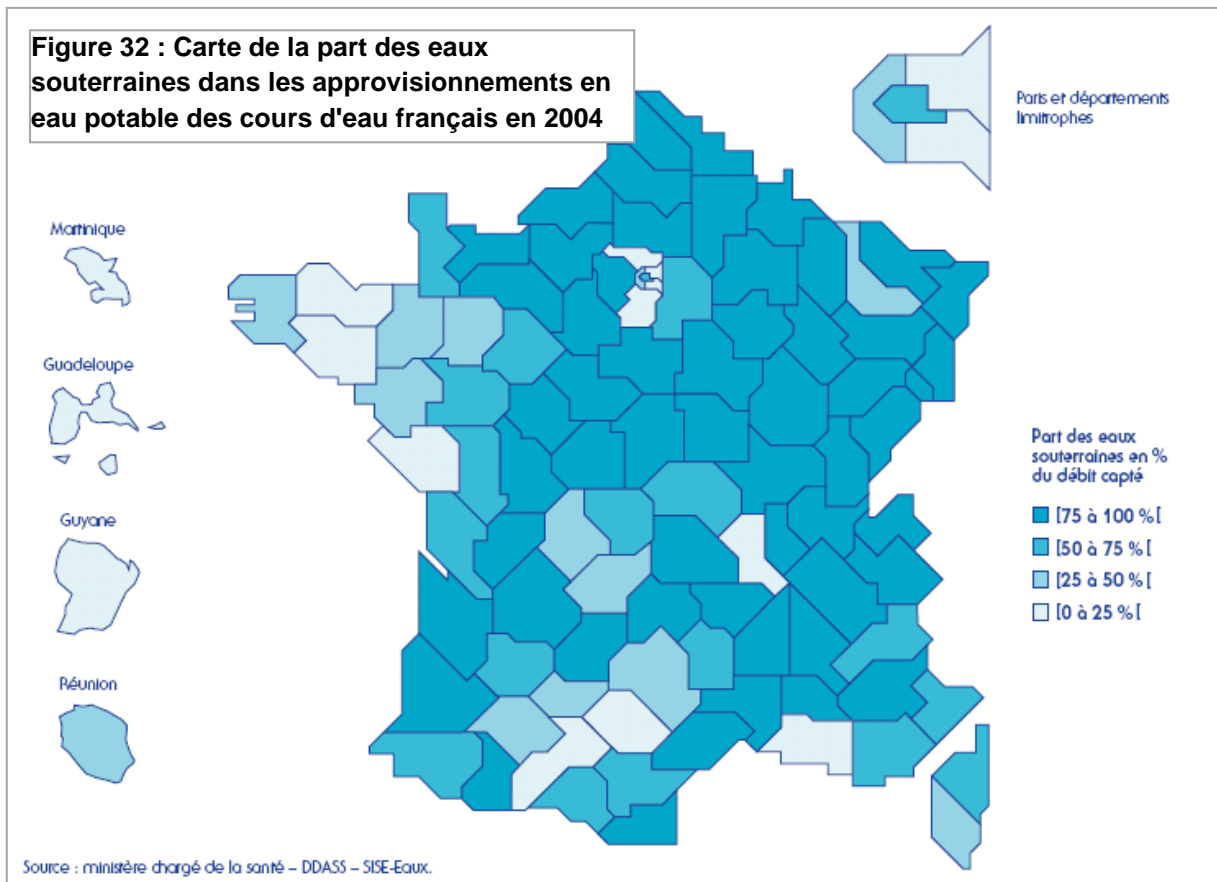 Figure 32 : Carte de la part des eaux
souterraines dans les approvisionnements en
eau potable des cours d'eau français en 2004
Paris et départements
limitrophes
Martinique
Guadeloupe
Guyane
Réunion
Part des eaux
souterraines en %
du débit capté
[75 à 100 %[
[50 à 75 %[
[25 à 50 %[
[0 à 25 %[
Source : ministère chargé de la santé – DDASS – SISE-Eaux.